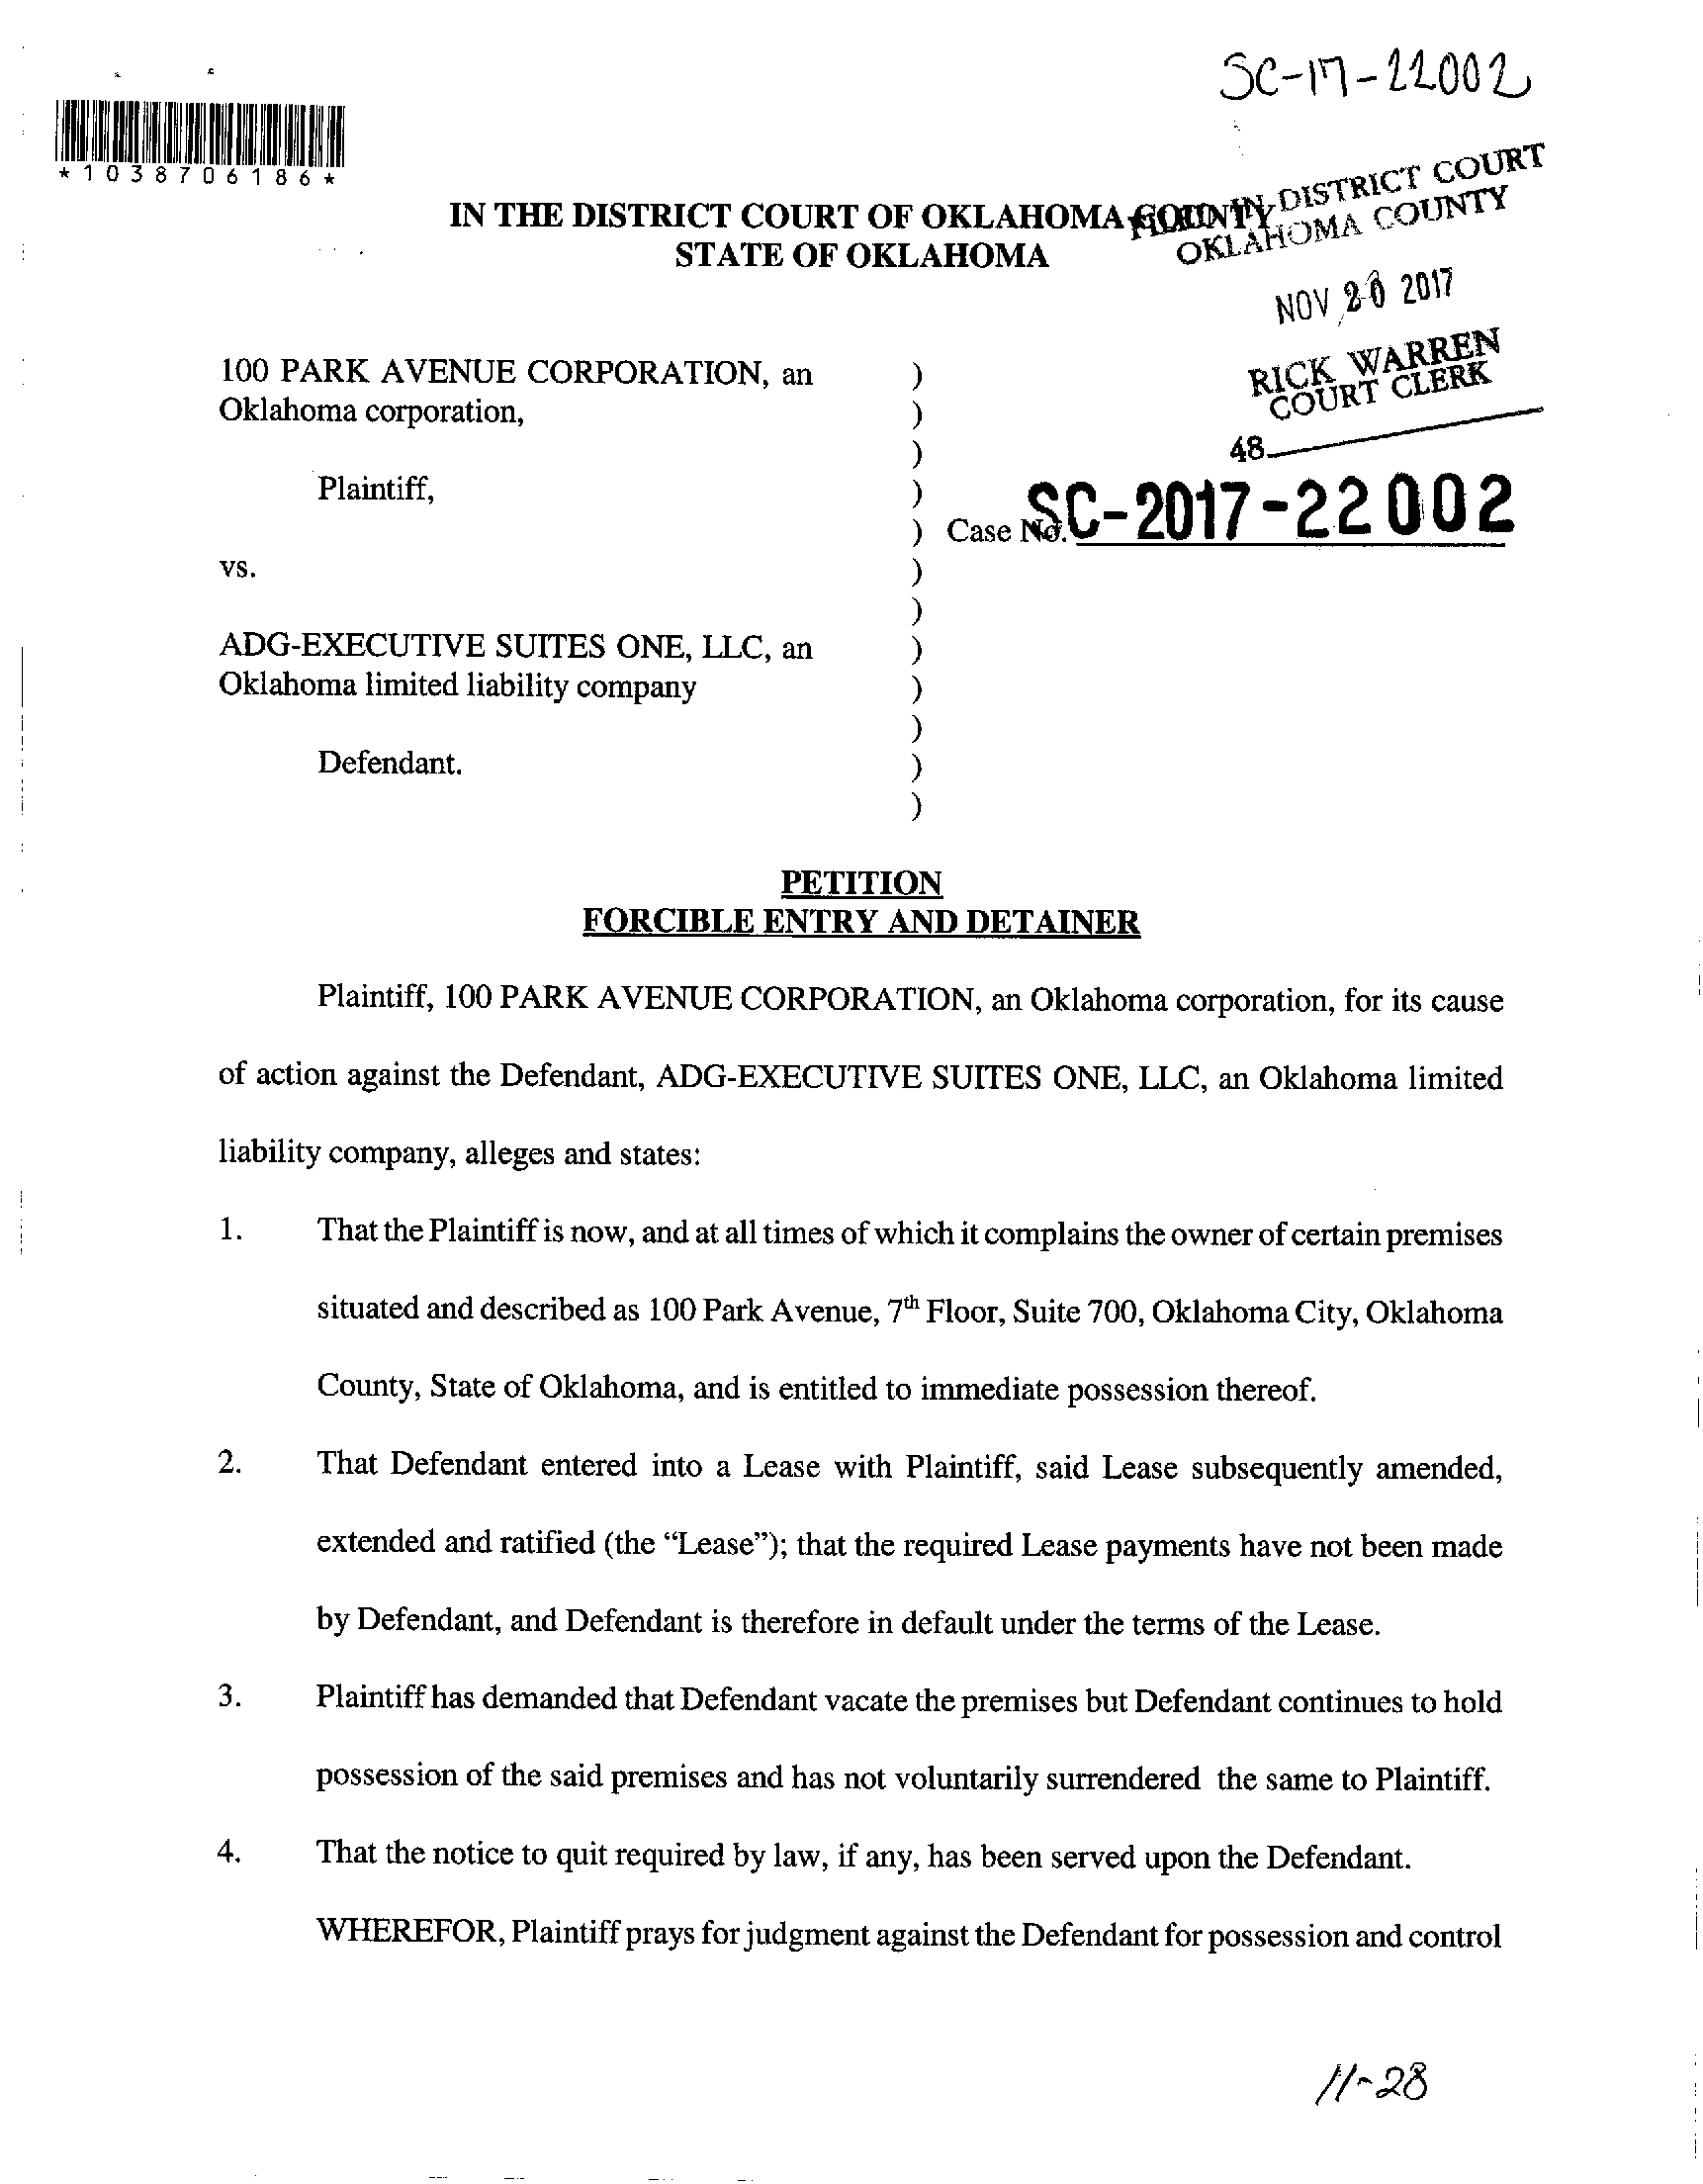 SC-17-22002
*1038706186*
IN THE DISTRICT COURT OF OKLAHOMA COUNTY
STATE OF OKLAHOMA
FILED IN DISTRICT COURT
OKLAHOMA COUNTY
NOV 20 2017
RICK WARREN
COURT CLERK
48
100 PARK AVENUE CORPORATION, an )
Oklahoma corporation, )
)
Plaintiff, )
) Case No. SC-2017-22002
vs. )
)
ADG-EXECUTIVE SUITES ONE, LLC, an )
Oklahoma limited liability company )
)
Defendant. )
)
PETITION
FORCIBLE ENTRY AND DETAINER
Plaintiff, 100 PARK AVENUE CORPORATION, an Oklahoma corporation, for its cause
of action against the Defendant, ADG-EXECUTIVE SUITES ONE, LLC, an Oklahoma limited
liability company, alleges and states:
1. That the Plaintiff is now, and at all times of which it complains the owner of certain premises
situated and described as 100 Park Avenue, 7th Floor, Suite 700, Oklahoma City, Oklahoma
County, State of Oklahoma, and is entitled to immediate possession thereof.
2. That Defendant entered into a Lease with Plaintiff, said Lease subsequently amended,
extended and ratified (the “Lease”); that the required Lease payments have not been made
by Defendant, and Defendant is therefore in default under the terms of the Lease.
3. Plaintiff has demanded that Defendant vacate the premises but Defendant continues to hold
possession of the said premises and has not voluntarily surrendered the same to Plaintiff.
4. That the notice to quit required by law, if any, has been served upon the Defendant.
WHEREFOR, Plaintiff prays for judgment against the Defendant for possession and control
11-28